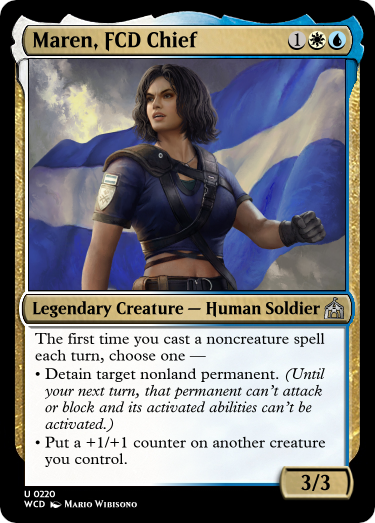 Maren, FCD Chief 1
Legendary Creature — Human Soldier
The first time you cast a noncreature spell
each turn, choose one —
• Detain target nonland permanent. (Until
your next turn, that permanent can't attack
or block and its activated abilities can't be
activated.)
• Put a +1/+1 counter on another creature
you control.
3/3
U 0220
WCD Mario Wibisono